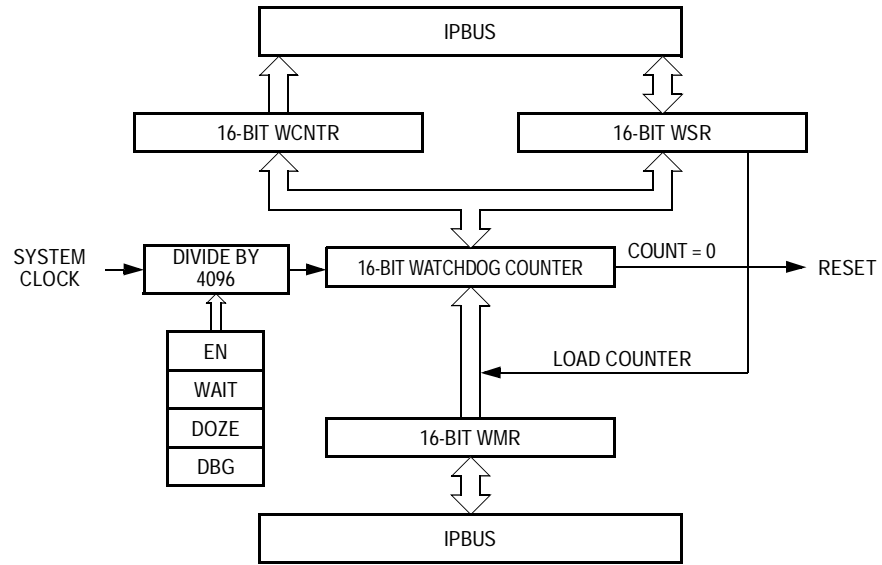 IPBUS
16-BIT WCNTR
16-BIT WSR
SYSTEM
CLOCK
DIVIDE BY
4096
16-BIT WATCHDOG COUNTER
COUNT = 0
RESET
EN
WAIT
DOZE
DBG
LOAD COUNTER
16-BIT WMR
IPBUS